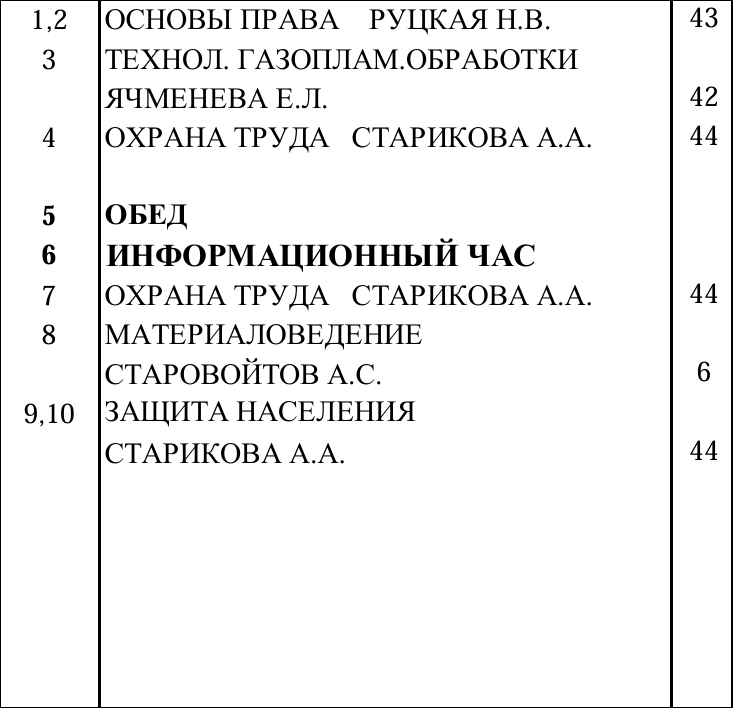 1,2 ОСНОВЫ ПРАВА РУЦКАЯ Н.В. 43
3 ТЕХНОЛ. ГАЗОПЛАМ.ОБРАБОТКИ
ЯЧМЕНЕВА Е.Л. 42
4 ОХРАНА ТРУДА СТАРИКОВА А.А. 44
5 ОБЕД
6 ИНФОРМАЦИОННЫЙ ЧАС
7 ОХРАНА ТРУДА СТАРИКОВА А.А. 44
8 МАТЕРИАЛОВЕДЕНИЕ
СТАРОВОЙТОВ А.С. 6
9,10 ЗАЩИТА НАСЕЛЕНИЯ
СТАРИКОВА А.А. 44